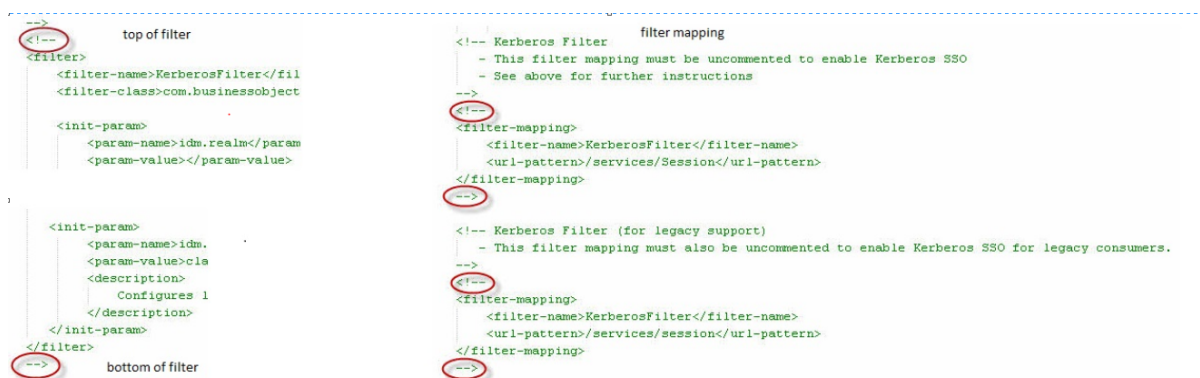 -->
<!--
top of filter
<filter>
<filter-name>KerberosFilter</fil
<filter-class>com.businessobject
<init-param>
<param-name>idm.realm</param
<param-value></param-value>
<init-param>
<param-name>idm.
<param-value>cla
<description>
Configures l
</description>
</init-param>
</filter>
-->
bottom of filter
filter mapping
<!-- Kerberos Filter
- This filter mapping must be uncommented to enable Kerberos SSO
- See above for further instructions
-->
<!--
<filter-mapping>
<filter-name>KerberosFilter</filter-name>
<url-pattern>/services/Session</url-pattern>
</filter-mapping>
-->
<!-- Kerberos Filter (for legacy support)
- This filter mapping must also be uncommented to enable Kerberos SSO for legacy consumers.
-->
<!--
<filter-mapping>
<filter-name>KerberosFilter</filter-name>
<url-pattern>/services/session</url-pattern>
</filter-mapping>
-->